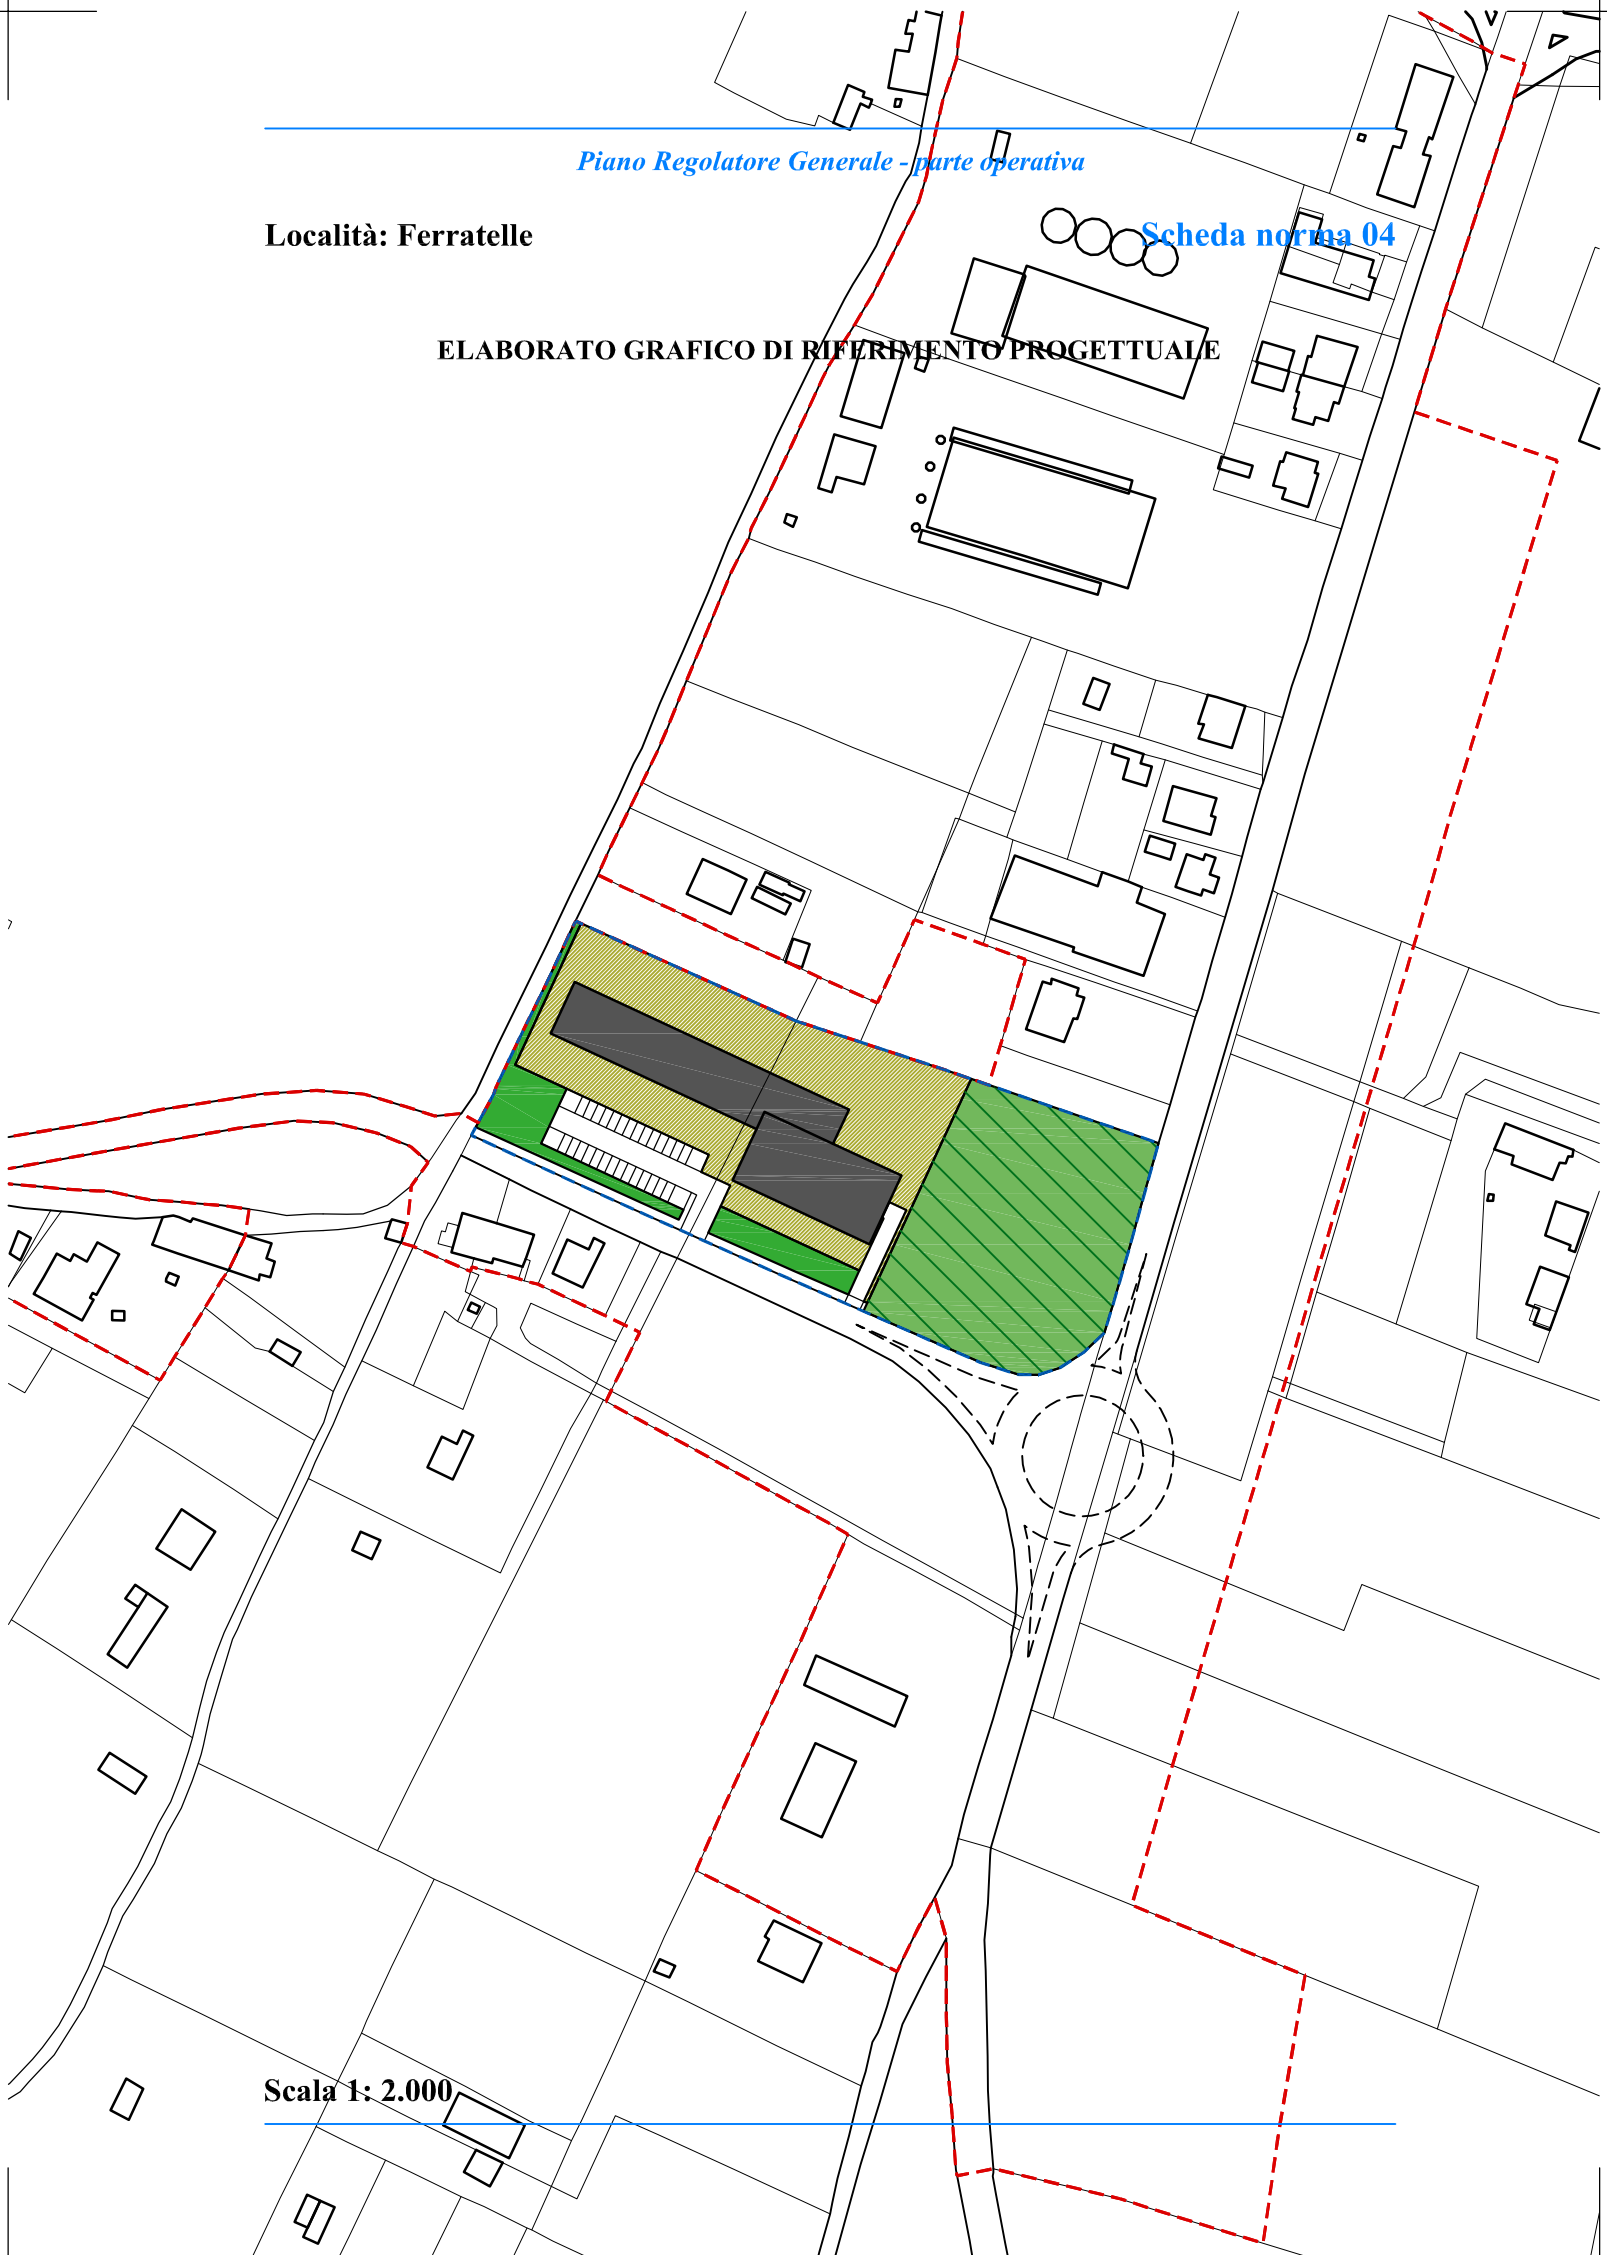 Piano Regolatore Generale - parte operativa
Località: Ferratelle
Scheda norma 04
ELABORATO GRAFICO DI RIFERIMENTO PROGETTUALE
Scala 1: 2.000